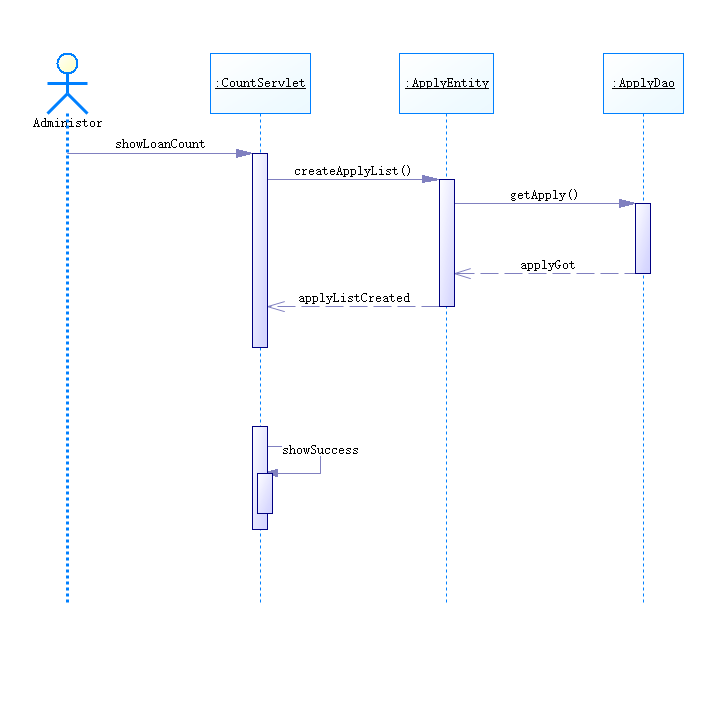 :CountServlet
:ApplyEntity
:ApplyDao
Administor
showLoanCount
createApplyList()
getApply()
applyGot
applyListCreated
showSuccess